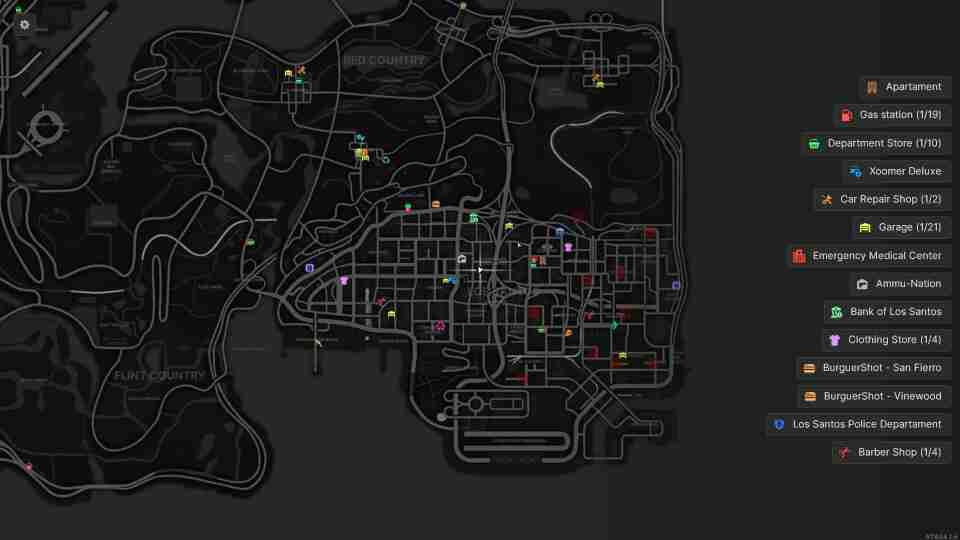 RED COUNTRY
FLINT COUNTRY
Apartament
Gas station (1/19)
Department Store (1/10)
Xoomer Deluxe
Car Repair Shop (1/2)
Garage (1/21)
Emergency Medical Center
Ammu-Nation
Bank of Los Santos
Clothing Store (1/4)
BurguerShot - San Fierro
BurguerShot - Vinewood
Los Santos Police Departament
Barber Shop (1/4)